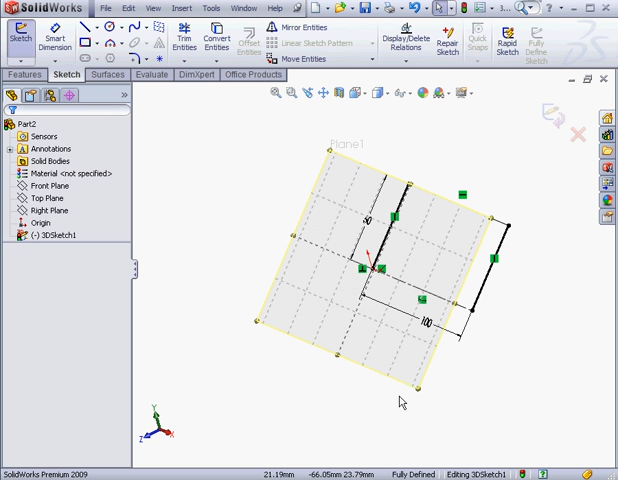 SolidWorks File Edit View Insert Tools Window Help 3...
Sketch Smart Dimension Trim Entities Convert Entities Offset Entities Mirror Entities Linear Sketch Pattern Move Entities Display/Delete Relations Repair Sketch Quick Snaps Rapid Sketch Fully Define Sketch
Features Sketch Surfaces Evaluate DimXpert Office Products
Part2
Sensors
Annotations
Solid Bodies
Material <not specified>
Front Plane
Top Plane
Right Plane
Origin
(-) 3DSketch1
Plane1
100
Y
Z
X
SolidWorks Premium 2009 21.19mm -66.05mm 23.79mm Fully Defined Editing 3DSketch1